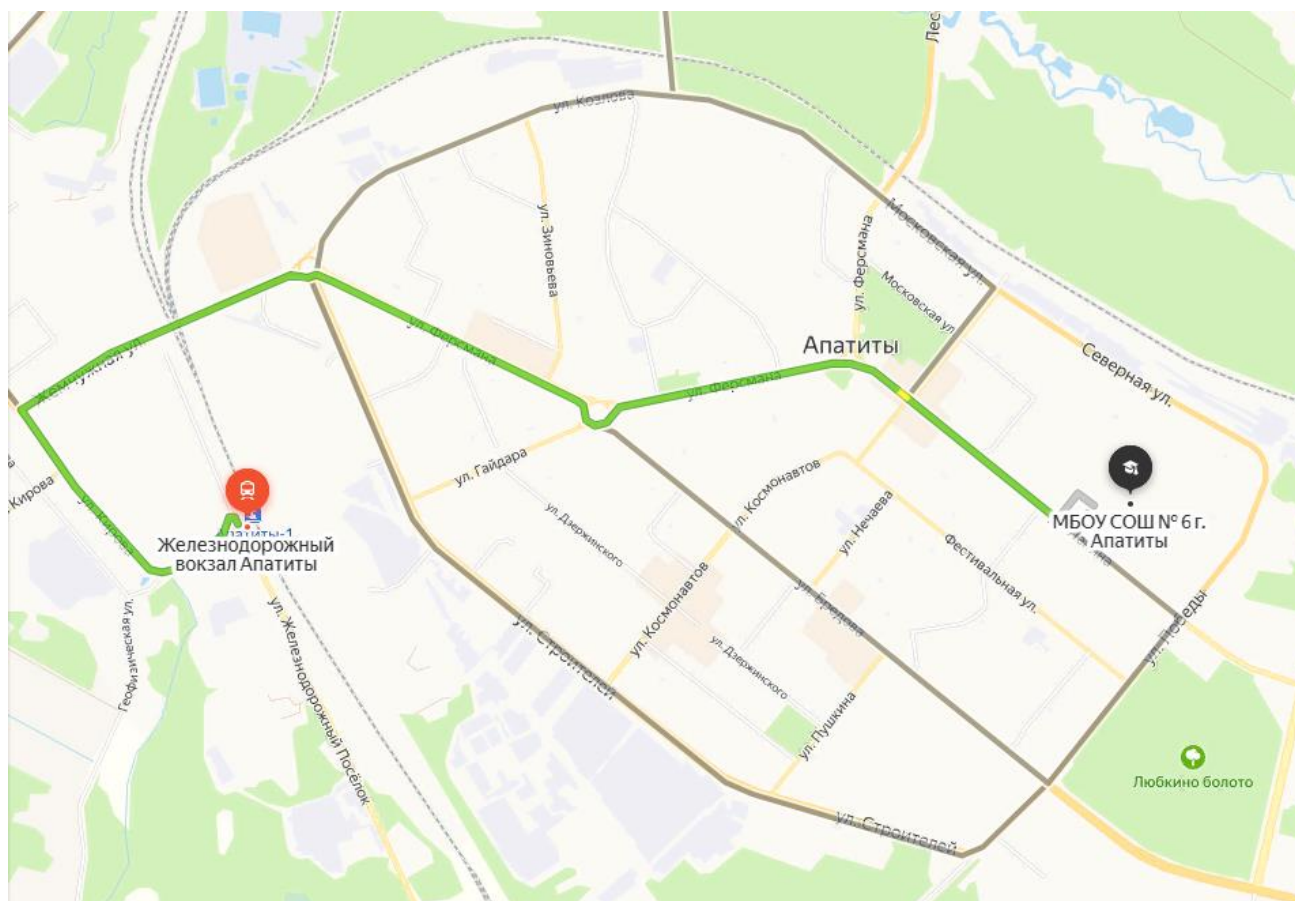 Лес
ул. Козлова
ул. Зиновьева
ул. Ферсмана
Московская ул.
Московская ул
ул. Ферсмана
Апатиты
Северная ул.
Жемчужная ул.
ул. Ферсмана
ул. Гайдара
ул. Космонавтов
ул. Нечаева
МБОУ СОШ № 6 г.
Апатиты
Кирова
ул. Кирова
Апатиты-1
Железнодорожный
вокзал Апатиты
ул. Дзержинского
Фестивальная ул.
ул. Космонавтов
ул. Бредова
ул. Победы
Геофизическая ул.
ул. Железнодорожный Посёлок
ул. Строителей
ул. Дзержинского
ул. Пушкина
Любкино болото
ул. Строителей